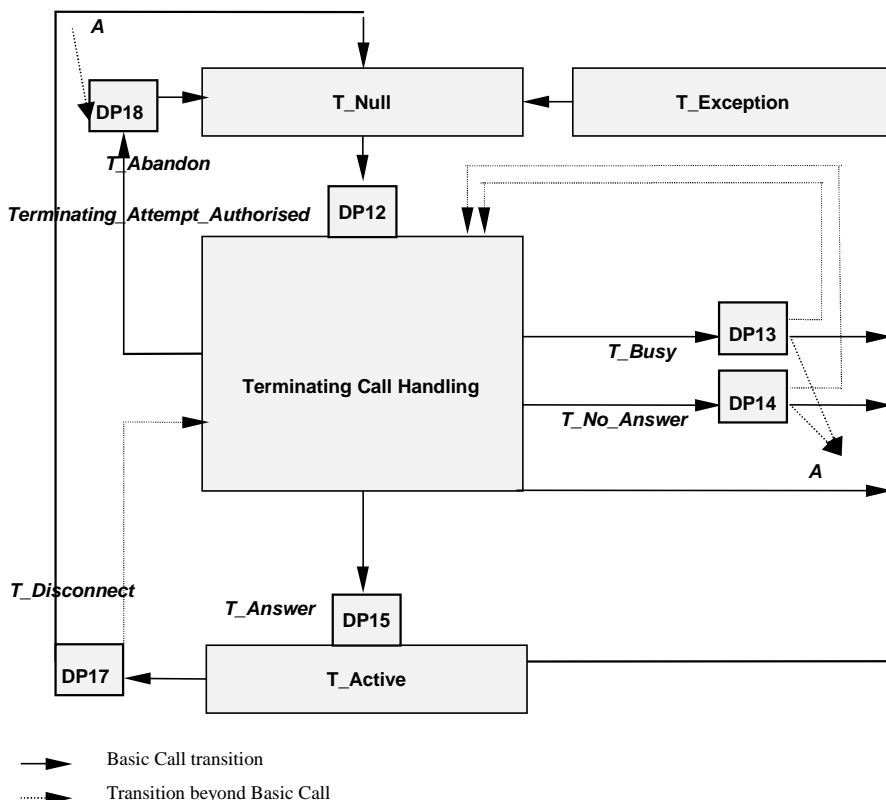 A
T_Null
T_Exception
DP18
T_Abandon
DP12
Terminating_Attempt_Authorised
DP13
T_Busy
Terminating Call Handling
DP14
T_No_Answer
A
T_Disconnect
T_Answer
DP15
DP17
T_Active
Basic Call transition
Transition beyond Basic Call